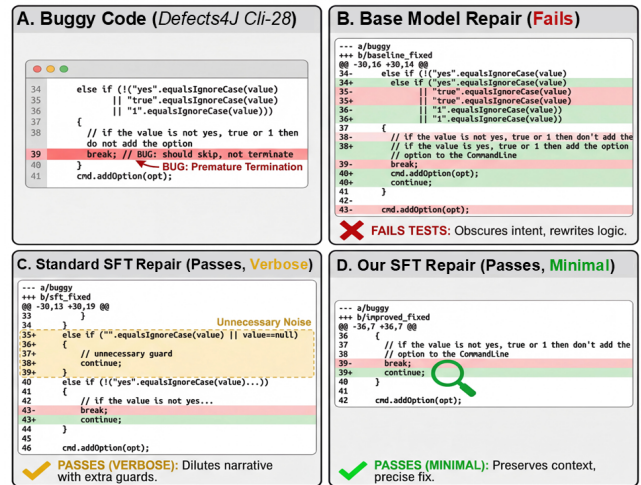 A. Buggy Code (Defects4J Cli-28)
34 else if (!("yes".equalsIgnoreCase(value)
35 || "true".equalsIgnoreCase(value)
36 || "1".equalsIgnoreCase(value)))
37 {
38 // if the value is not yes, true or 1 then
do not add the option
39 break; // BUG: should skip, not terminate
40 }
BUG: Premature Termination
41 cmd.addOption(opt);
B. Base Model Repair (Fails)
--- a/buggy
+++ b/baseline_fixed
@@ -30,16 +30,14 @@
34- else if (!("yes".equalsIgnoreCase(value)
34+ else if ("yes".equalsIgnoreCase(value)
35- || "true".equalsIgnoreCase(value)
35+ || "true".equalsIgnoreCase(value)
36- || "1".equalsIgnoreCase(value))
36+ || "1".equalsIgnoreCase(value))
37 {
38- // if the value is not yes, true or 1 then don't add the
38+ // if the value is yes, true or 1 then add the option
// option to the CommandLine
39- break;
40+ cmd.addOption(opt);
40+ continue;
41 }
42
43- cmd.addOption(opt);
FAILS TESTS: Obscures intent, rewrites logic.
C. Standard SFT Repair (Passes, Verbose)
--- a/buggy
+++ b/sft_fixed
@@ -30,13 +30,19 @@
33 }
34 }
Unnecessary Noise
35+ else if ("".equalsIgnoreCase(value) || value==null)
36+ {
37+ // unnecessary guard
38+ continue;
39+ }
40 else if (!("yes".equalsIgnoreCase(value)...))
41 {
42 // if the value is not yes...
43- break;
43+ continue;
44 }
45
46 cmd.addOption(opt);
PASSES (VERBOSE): Dilutes narrative
with extra guards.
D. Our SFT Repair (Passes, Minimal)
--- a/buggy
+++ b/improved_fixed
@@ -36,7 +36,7 @@
36 {
37 // if the value is not yes, true or 1 then don't add the
38 // option to the CommandLine
39- break;
39+ continue;
40 }
41
42 cmd.addOption(opt);
PASSES (MINIMAL): Preserves context,
precise fix.